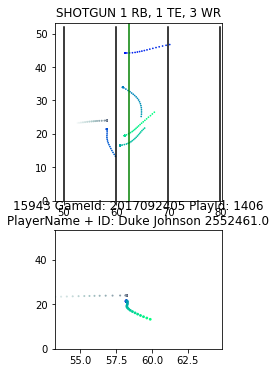 SHOTGUN 1 RB, 1 TE, 3 WR
50
40
30
20
10
0
50 60 70 80
GameId: 2017092405 PlayId: 1406
PlayerName + ID: Duke Johnson 2552461.0
40
20
0
55.0 57.5 60.0 62.5